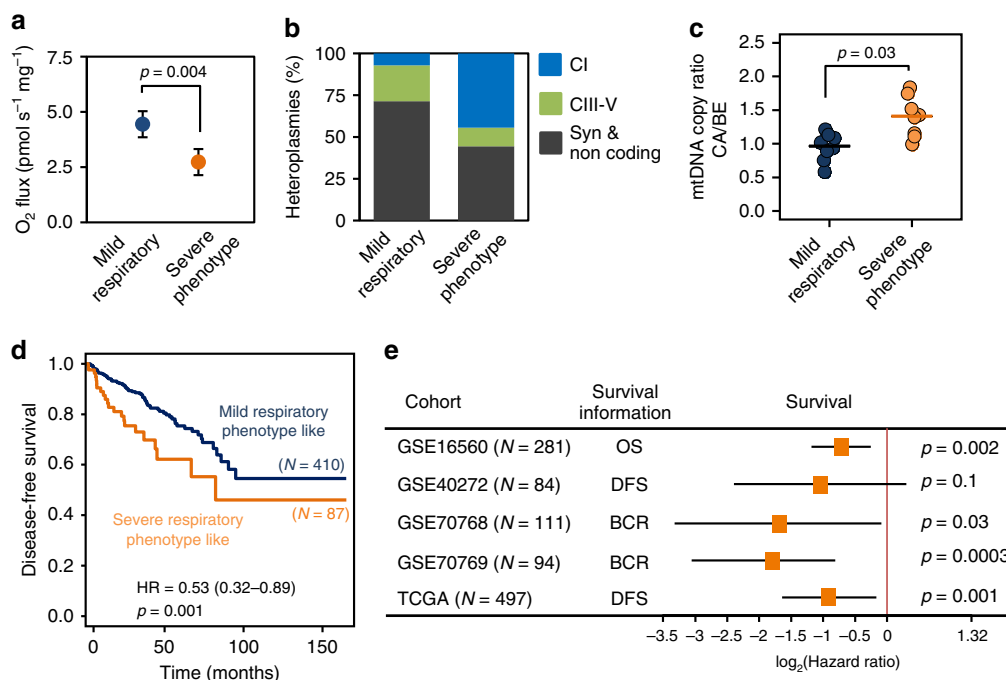 a
O2 flux (pmol s−1 mg−1)
7.5
5.0
2.5
0.0
p = 0.004
Mild
respiratory
Severe
phenotype
b
Heteroplasmies (%)
100
75
50
25
0
Mild
respiratory
Severe
phenotype
CI
CIII-V
Syn &
non coding
c
mtDNA copy ratio
CA/BE
2.0
1.5
1.0
0.5
0.0
p = 0.03
Mild
respiratory
Severe
phenotype
d
Disease-free survival
1.0
0.8
0.6
0.4
0.2
0.0
Mild respiratory
phenotype like
(N = 410)
(N = 87)
Severe respiratory
phenotype like
HR = 0.53 (0.32–0.89)
p = 0.001
0 50 100 150
Time (months)
e
Cohort Survival information Survival
GSE16560 (N = 281) OS p = 0.002
GSE40272 (N = 84) DFS p = 0.1
GSE70768 (N = 111) BCR p = 0.03
GSE70769 (N = 94) BCR p = 0.0003
TCGA (N = 497) DFS p = 0.001
−3.5 −3 −2.5 −2 −1.5 −1 −0.5 0 1.32
log2(Hazard ratio)